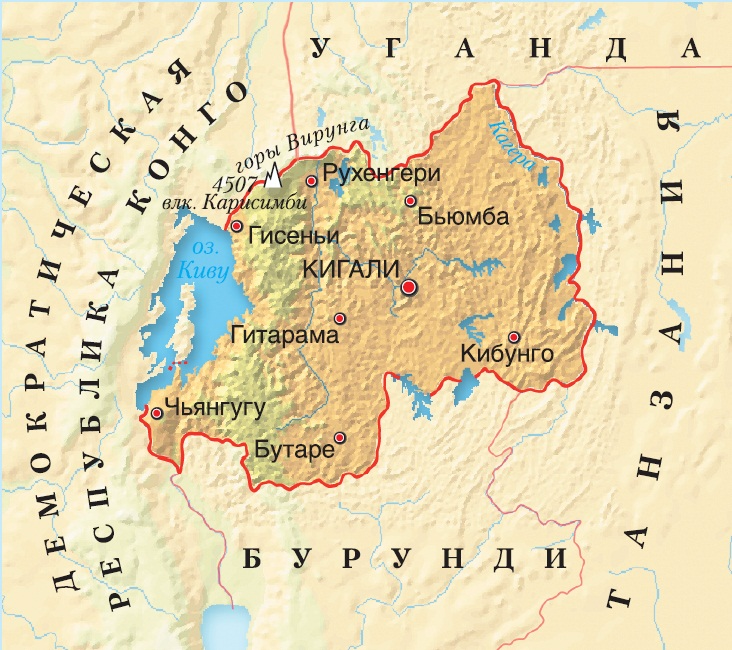 УГАНДА
ДЕМОКРАТИЧЕСКАЯ
РЕСПУБЛИКА КОНГО
ТАНЗАНИЯ
Кагера
горы Вирунга
4507
влк. Карисимби
Рухенгери
Бьюмба
Гисеньи
оз.
Киву
КИГАЛИ
Гитарама
Кибунго
Чьянгугу
Бутаре
БУРУНДИ